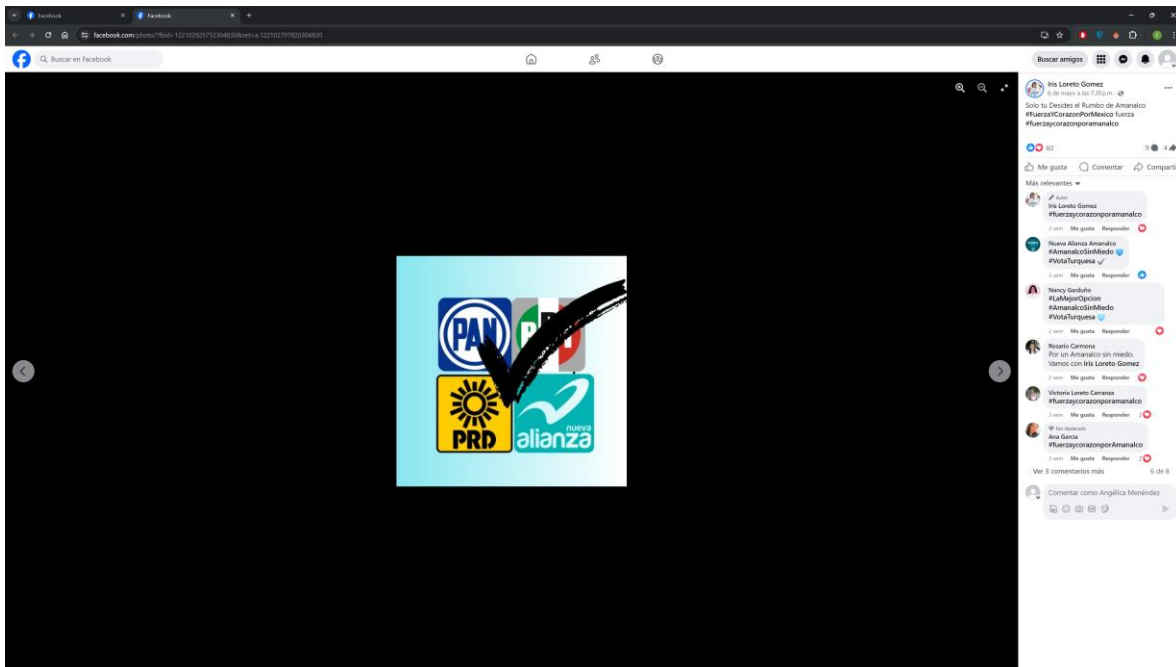 Facebook
Facebook
facebook.com/photo/?fbid=122102925752304830&set=a.122102797820304830
Buscar en Facebook
Buscar amigos
PAN
PRD
nueva
alianza
Iris Loreto Gomez
6 de mayo a las 7:30 p.m.
Solo tu Desides el Rumbo de Amanalco
#FuerzaYCorazonPorMexico fuerza
#fuerzaycorazonporamanalco
60
9
4
Me gusta
Comentar
Comparti
Más relevantes
Autor
Iris Loreto Gomez
#fuerzaycorazonporamanalco
3 sem Me gusta Responder
Nueva Alianza Amanalco
#AmanalcoSinMiedo
#VotaTurquesa
2 sem Me gusta Responder
Nancy Garduño
#LaMejorOpcion
#AmanalcoSinMiedo
#VotaTurquesa
2 sem Me gusta Responder
Rosario Carmona
Por un Amanalco sin miedo.
Vamos con Iris Loreto Gomez
2 sem Me gusta Responder
Victoria Loreto Carranza
#fuerzaycorazonporamanalco
3 sem Me gusta Responder 2
Fan destacado
Ana Garcia
#fuerzaycorazonporAmanalco
3 sem Me gusta Responder 2
Ver 3 comentarios más
6 de 8
Comentar como Angélica Menéndez